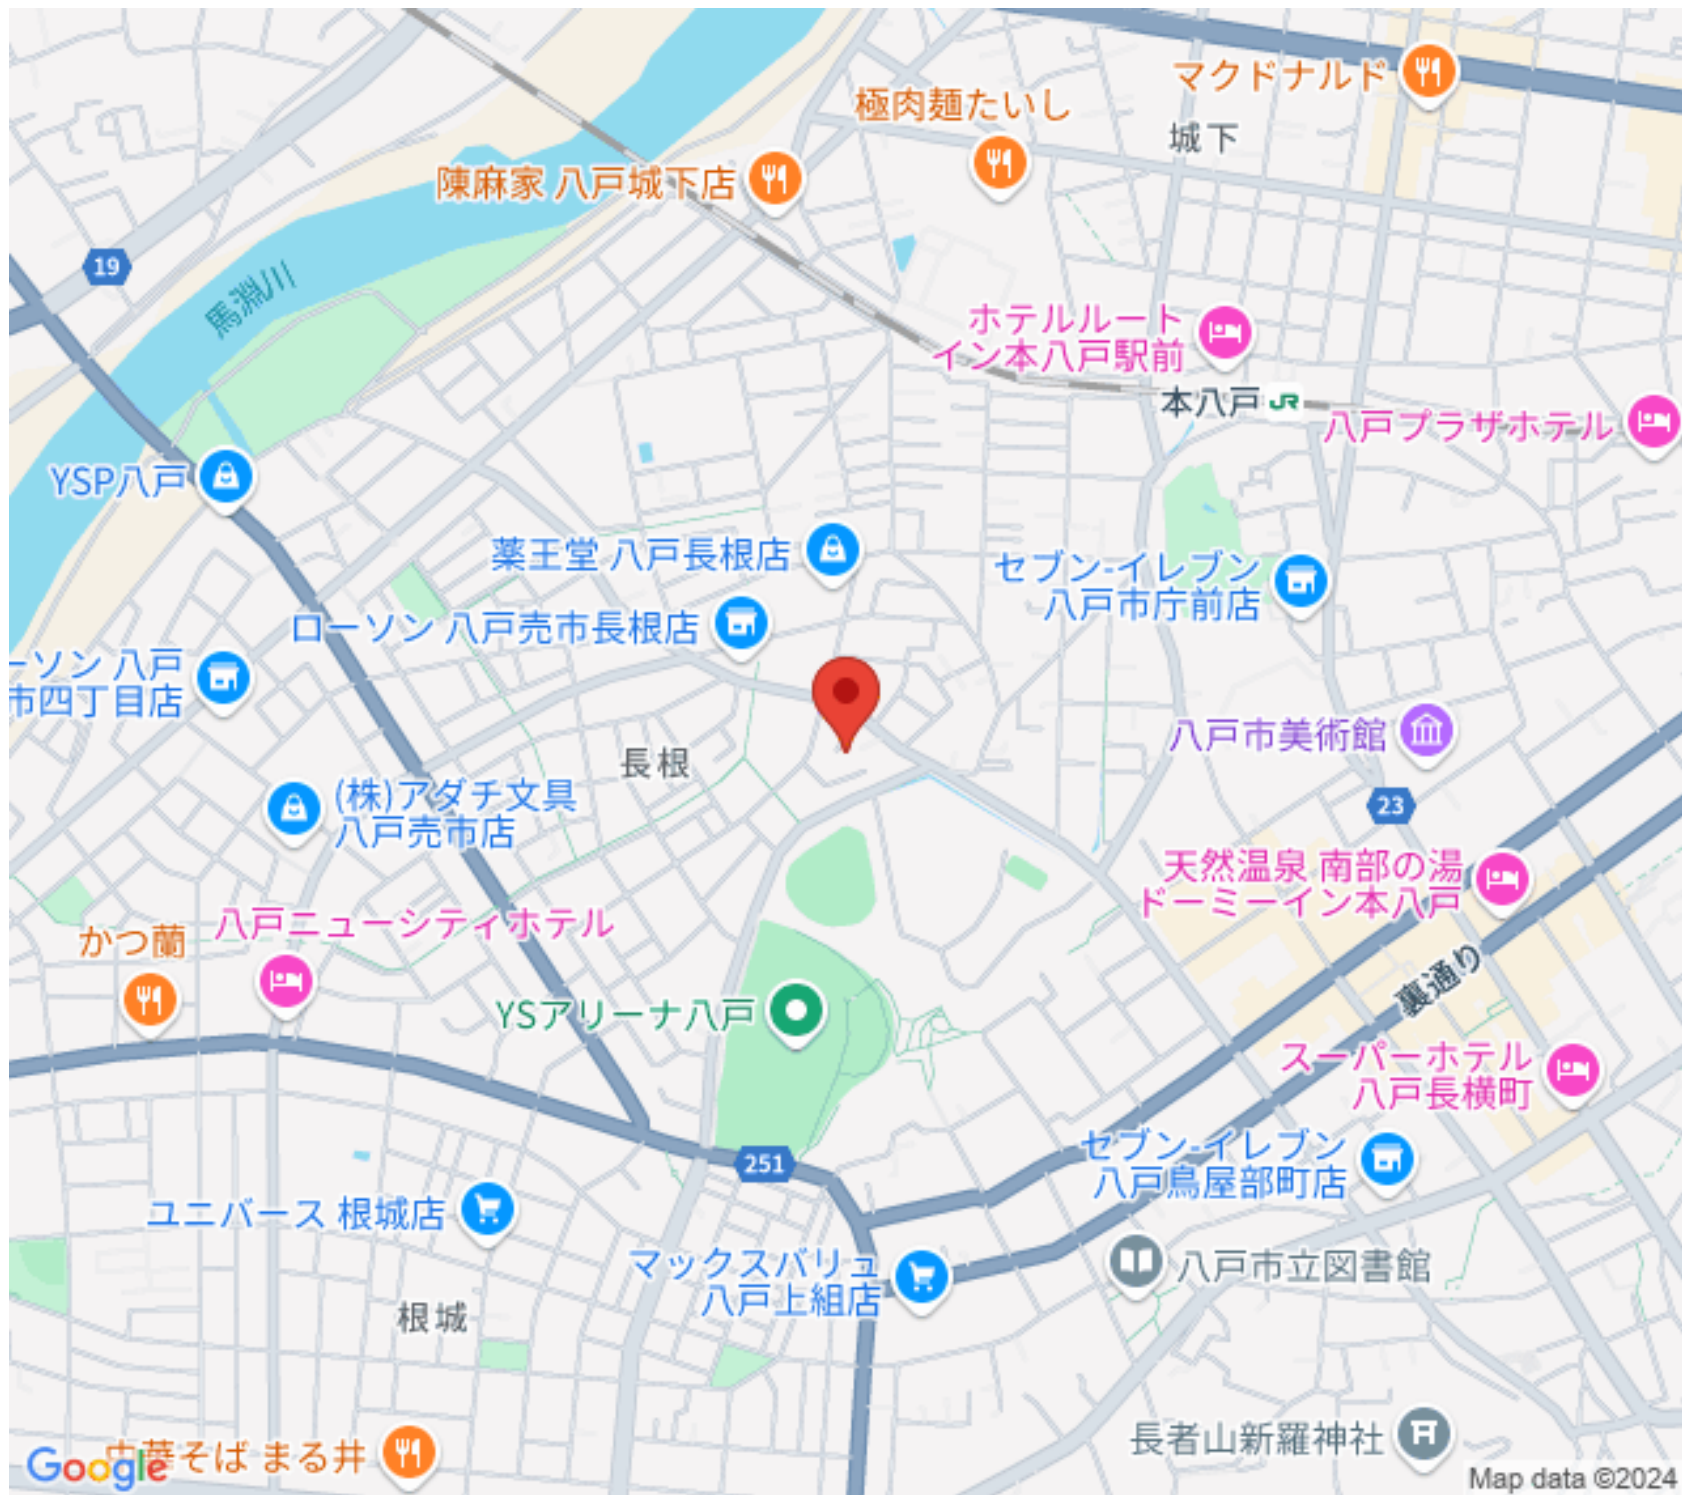 マクドナルド
極肉麺たいし
城下
陳麻家 八戸城下店
19
馬淵川
ホテルルート
イン本八戸駅前
本八戸 JR
八戸プラザホテル
YSP八戸
薬王堂 八戸長根店
セブン-イレブン
八戸市庁前店
ローソン 八戸売市長根店
ーソン 八戸
市四丁目店
八戸市美術館
長根
(株)アダチ文具
八戸売市店
23
天然温泉 南部の湯
ドーミーイン本八戸
八戸ニューシティホテル
かつ蘭
裏通り
YSアリーナ八戸
スーパーホテル
八戸長横町
セブン-イレブン
八戸鳥屋部町店
251
ユニバース 根城店
マックスバリュ
八戸上組店
八戸市立図書館
根城
長者山新羅神社
中華そば まる井
Google
Map data ©2024